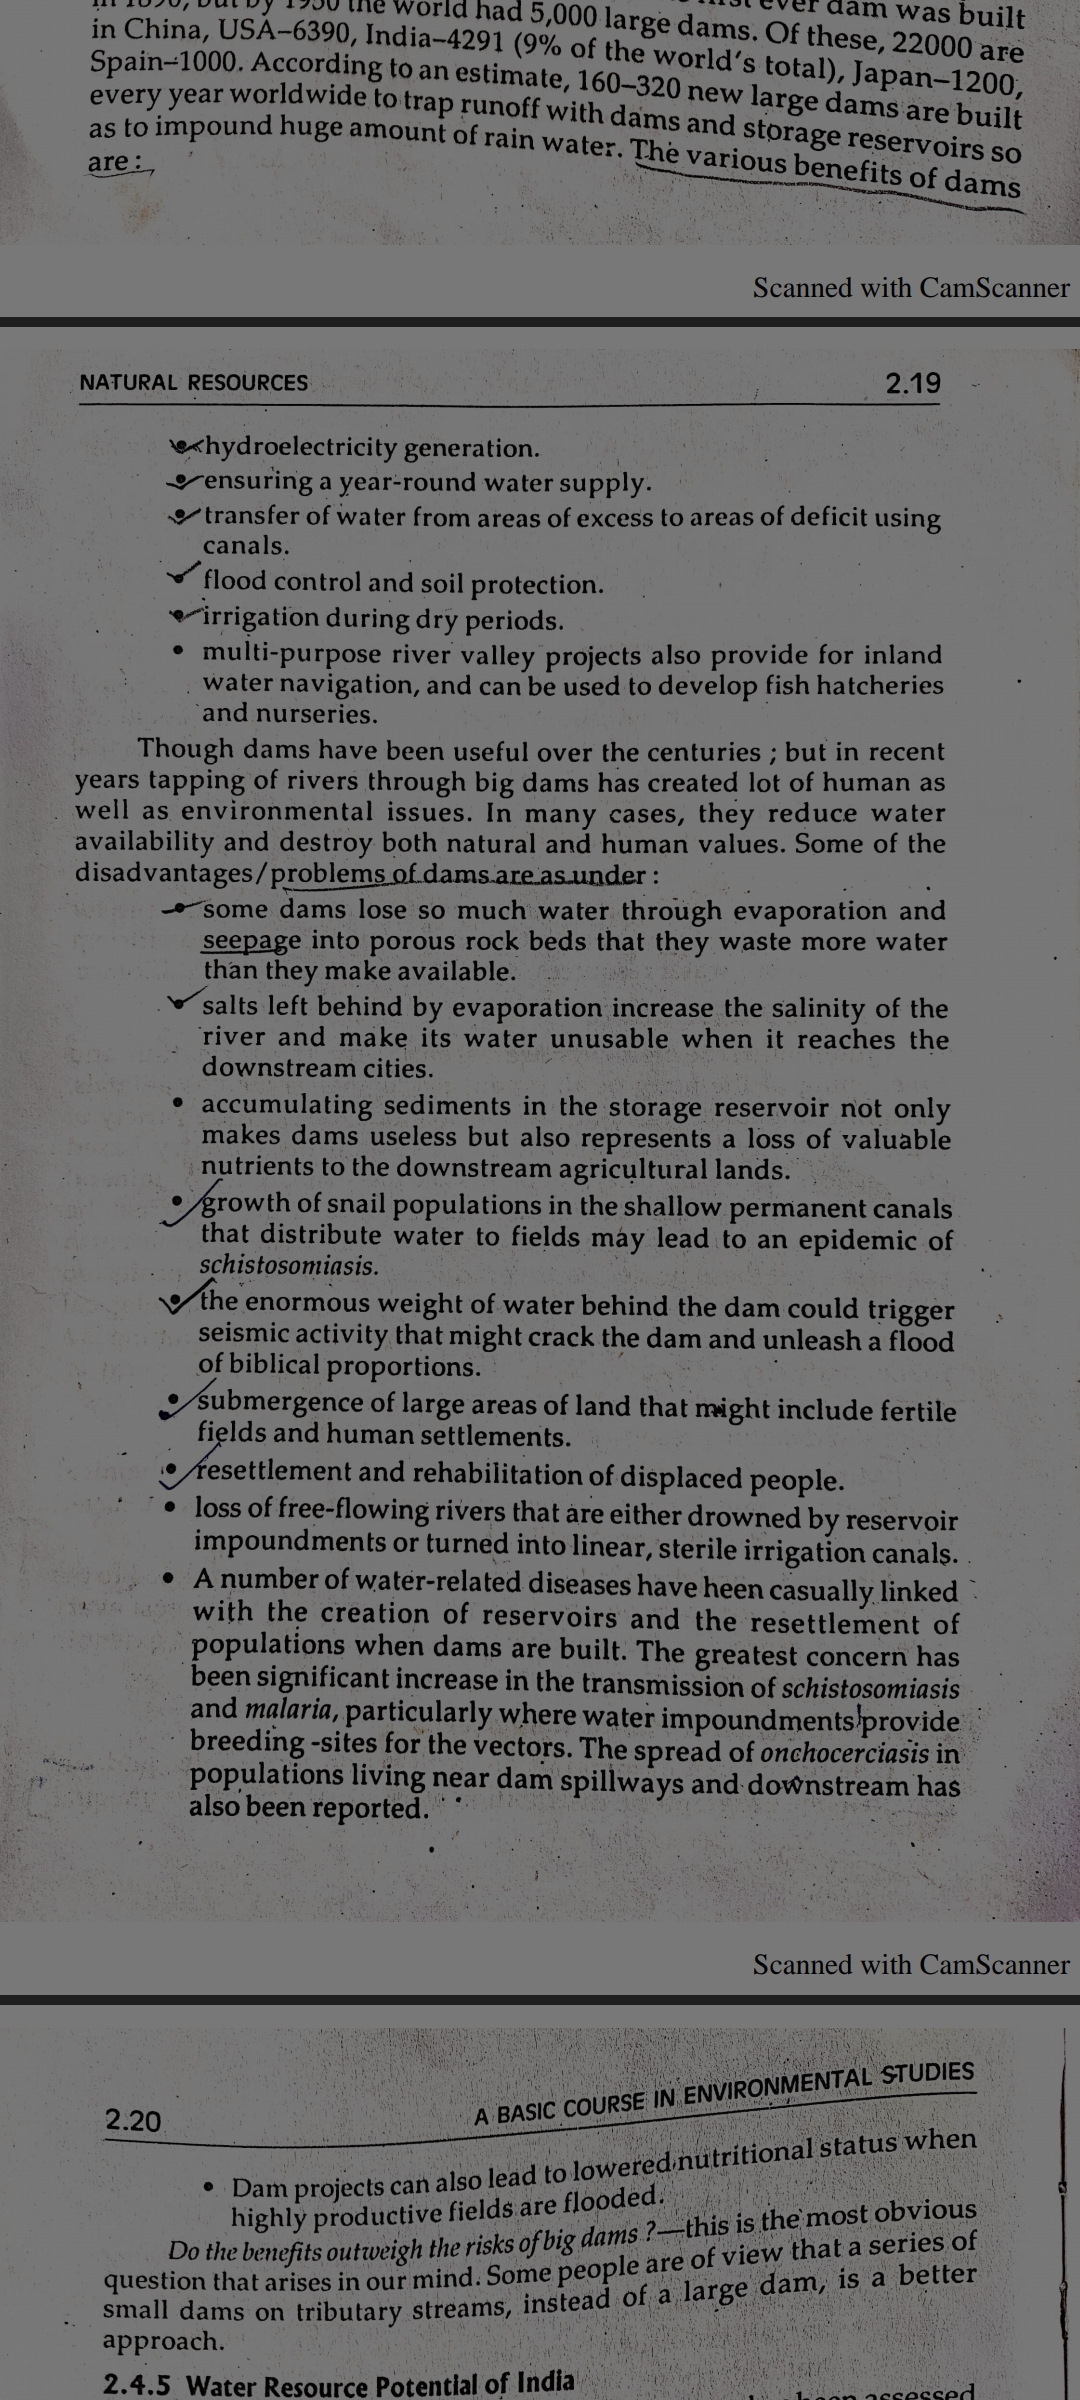 in 1890, but by 1950 the world had 5,000 large dams. Of these, 22000 are
ever dam was built
in China, USA–6390, India–4291 (9% of the world's total), Japan–1200,
Spain–1000. According to an estimate, 160–320 new large dams are built
every year worldwide to trap runoff with dams and storage reservoirs so
as to impound huge amount of rain water. The various benefits of dams
are :
Scanned with CamScanner
NATURAL RESOURCES 2.19
• hydroelectricity generation.
• ensuring a year-round water supply.
• transfer of water from areas of excess to areas of deficit using
canals.
flood control and soil protection.
• irrigation during dry periods.
• multi-purpose river valley projects also provide for inland
water navigation, and can be used to develop fish hatcheries
and nurseries.
Though dams have been useful over the centuries ; but in recent
years tapping of rivers through big dams has created lot of human as
well as environmental issues. In many cases, they reduce water
availability and destroy both natural and human values. Some of the
disadvantages/problems of dams are as under :
• some dams lose so much water through evaporation and
seepage into porous rock beds that they waste more water
than they make available.
salts left behind by evaporation increase the salinity of the
river and make its water unusable when it reaches the
downstream cities.
• accumulating sediments in the storage reservoir not only
makes dams useless but also represents a loss of valuable
nutrients to the downstream agricultural lands.
• growth of snail populations in the shallow permanent canals
that distribute water to fields may lead to an epidemic of
schistosomiasis.
• the enormous weight of water behind the dam could trigger
seismic activity that might crack the dam and unleash a flood
of biblical proportions.
• submergence of large areas of land that might include fertile
fields and human settlements.
• resettlement and rehabilitation of displaced people.
• loss of free-flowing rivers that are either drowned by reservoir
impoundments or turned into linear, sterile irrigation canals.
• A number of water-related diseases have heen casually linked
with the creation of reservoirs and the resettlement of
populations when dams are built. The greatest concern has
been significant increase in the transmission of schistosomiasis
and malaria, particularly where water impoundments provide
breeding -sites for the vectors. The spread of onchocerciasis in
populations living near dam spillways and downstream has
also been reported.
Scanned with CamScanner
2.20 A BASIC COURSE IN ENVIRONMENTAL STUDIES
• Dam projects can also lead to lowered nutritional status when
highly productive fields are flooded.
Do the benefits outweigh the risks of big dams ?—this is the most obvious
question that arises in our mind. Some people are of view that a series of
small dams on tributary streams, instead of a large dam, is a better
approach.
2.4.5 Water Resource Potential of India
been assessed